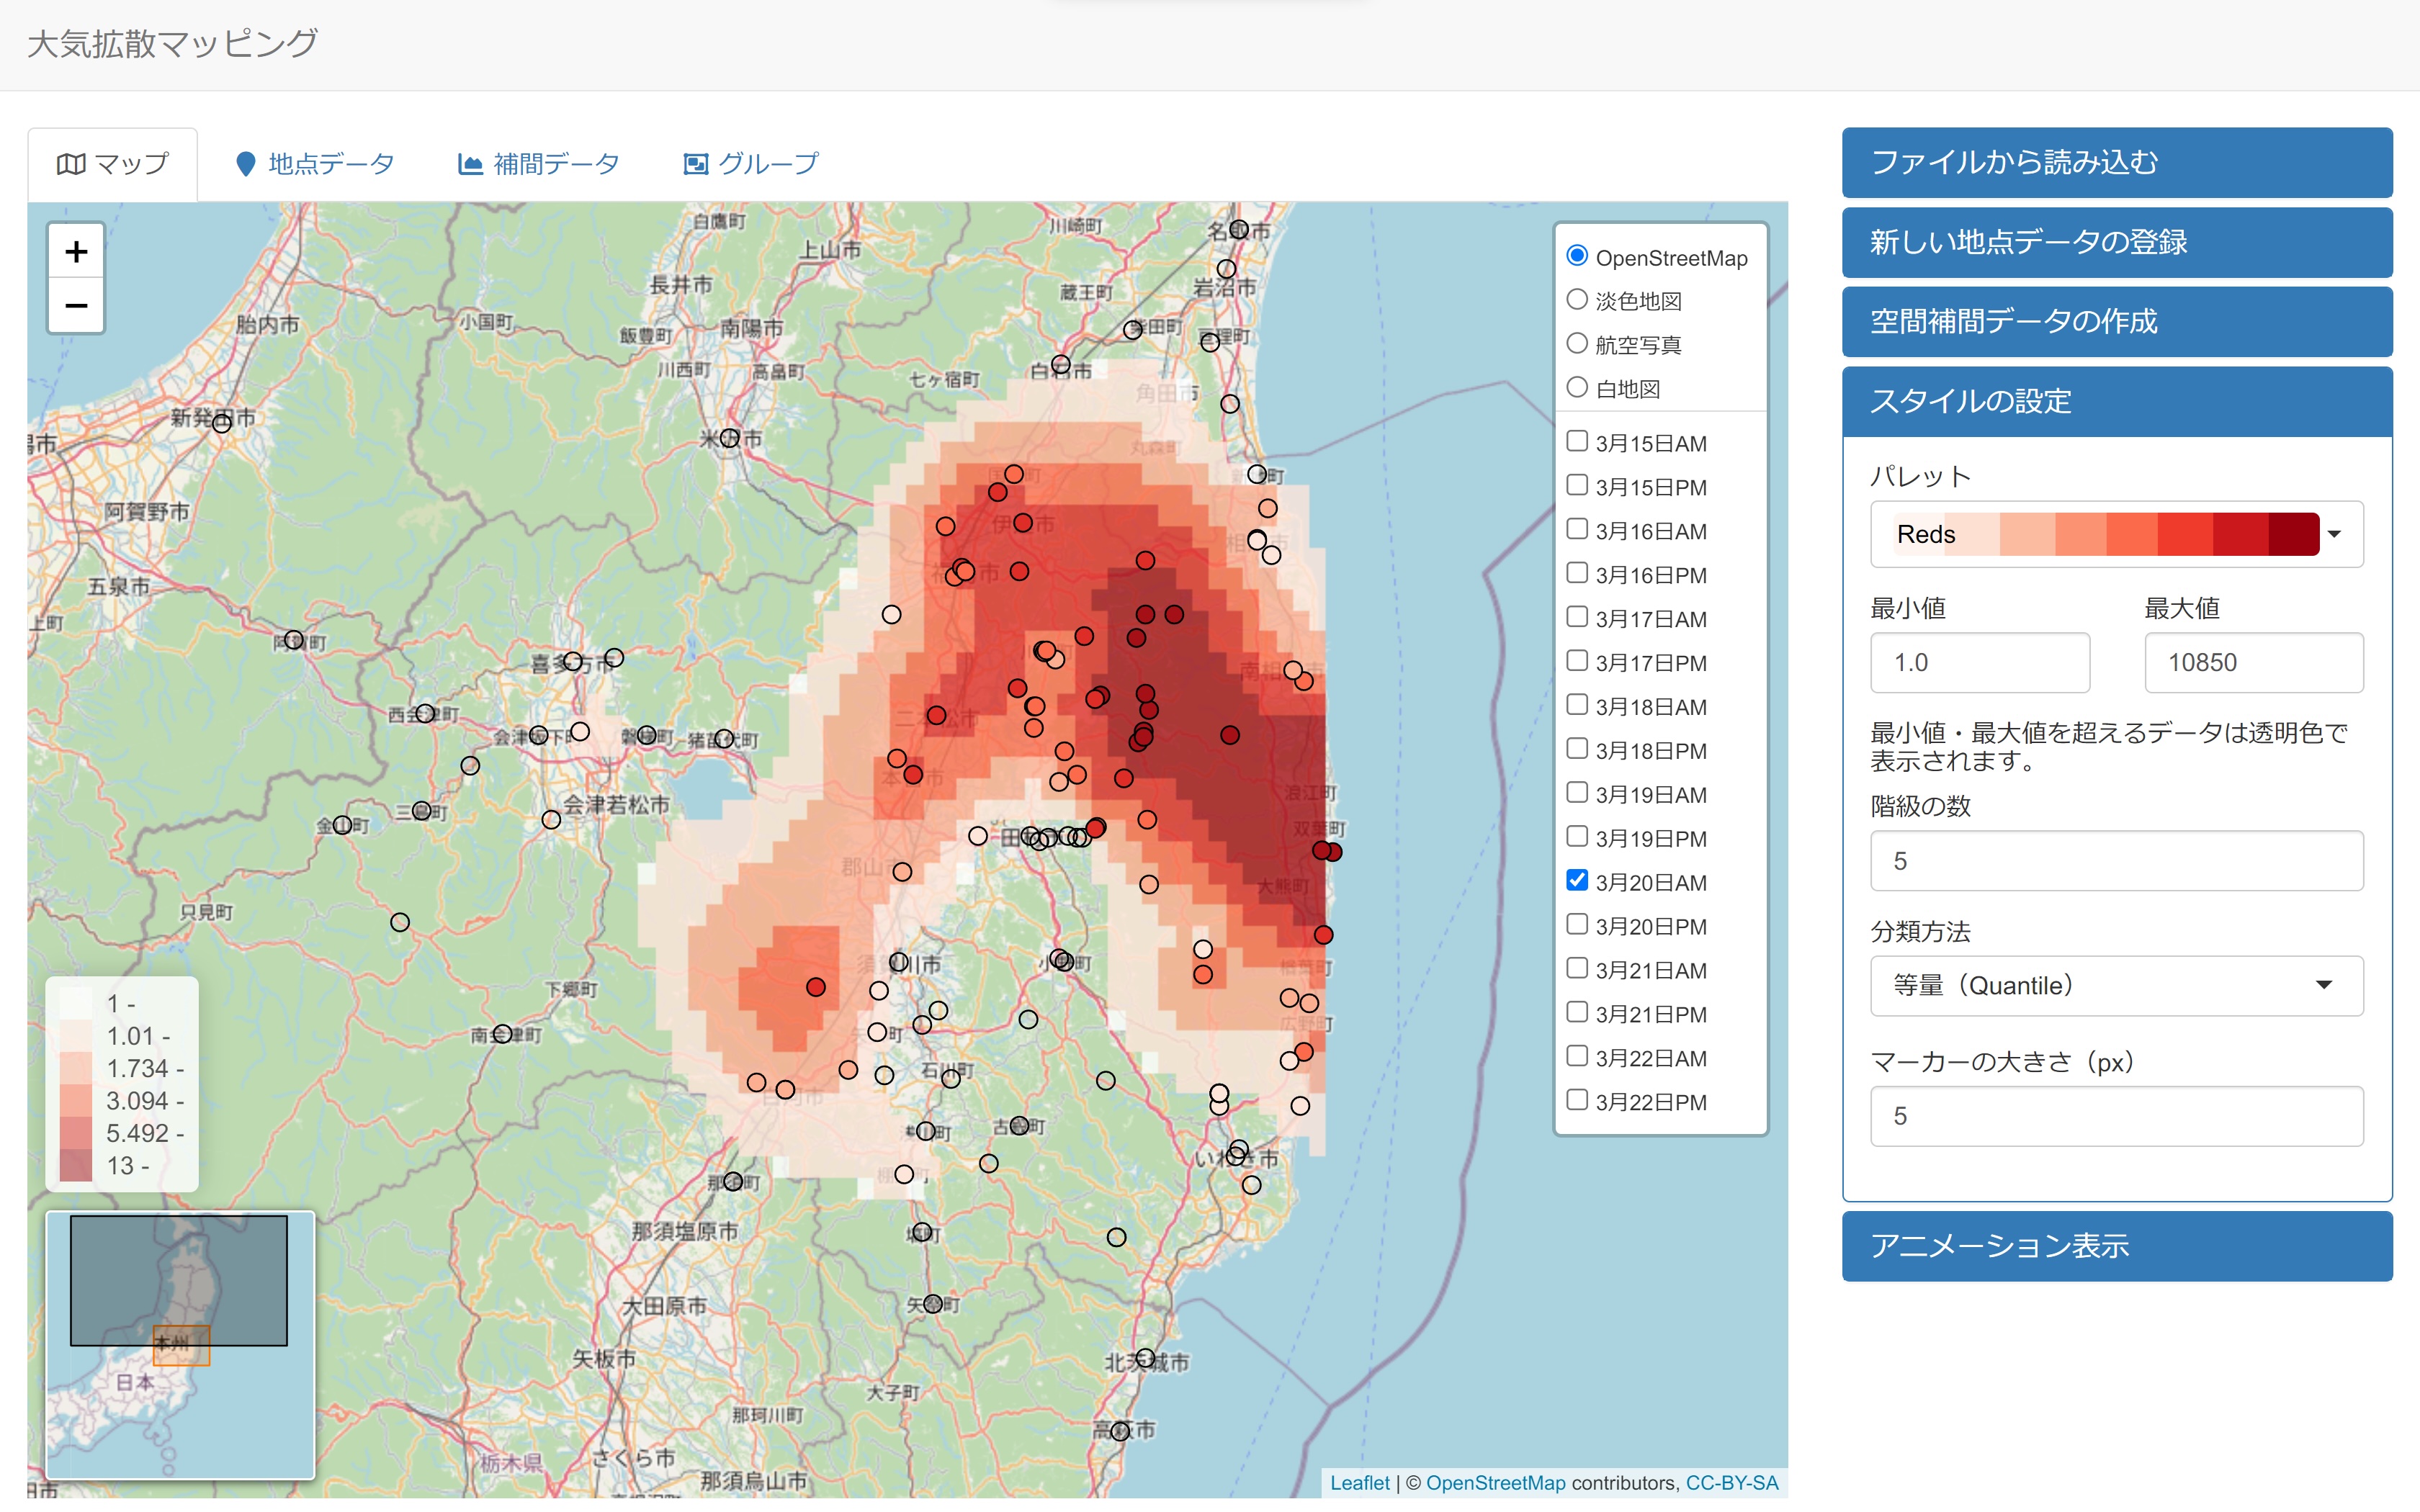 大気拡散マッピング
マップ
地点データ
補間データ
グループ
+
−
白鷹町
川崎町
名取市
上山市
長井市
蔵王町
岩沼市
胎内市
小国町
飯豊町
南陽市
柴田町
亘理町
川西町
高畠町
七ヶ宿町
白石市
角田市
新発田市
米沢市
丸森町
阿賀野市
五泉市
上町
阿賀町
喜多方市
南相馬市
西会津町
会津坂下町
磐梯町
猪苗代町
二本松市
本宮市
浪江町
会津若松市
三島町
金山町
双葉町
郡山市
大熊町
只見町
須賀川市
小野町
楢葉町
下郷町
広野町
南会津町
矢吹町
石川町
白河市
古殿町
いわき市
那須町
棚倉町
那須塩原市
塙町
大田原市
矢祭町
矢板市
北茨城市
大子町
那珂川町
高萩市
栃木県
さくら市
那須烏山市
1 -
1.01 -
1.734 -
3.094 -
5.492 -
13 -
本州
日本
OpenStreetMap
淡色地図
航空写真
白地図
3月15日AM
3月15日PM
3月16日AM
3月16日PM
3月17日AM
3月17日PM
3月18日AM
3月18日PM
3月19日AM
3月19日PM
3月20日AM
3月20日PM
3月21日AM
3月21日PM
3月22日AM
3月22日PM
Leaflet | © OpenStreetMap contributors, CC-BY-SA
ファイルから読み込む
新しい地点データの登録
空間補間データの作成
スタイルの設定
パレット
Reds
最小値 最大値
1.0 10850
最小値・最大値を超えるデータは透明色で
表示されます。
階級の数
5
分類方法
等量（Quantile）
マーカーの大きさ（px）
5
アニメーション表示